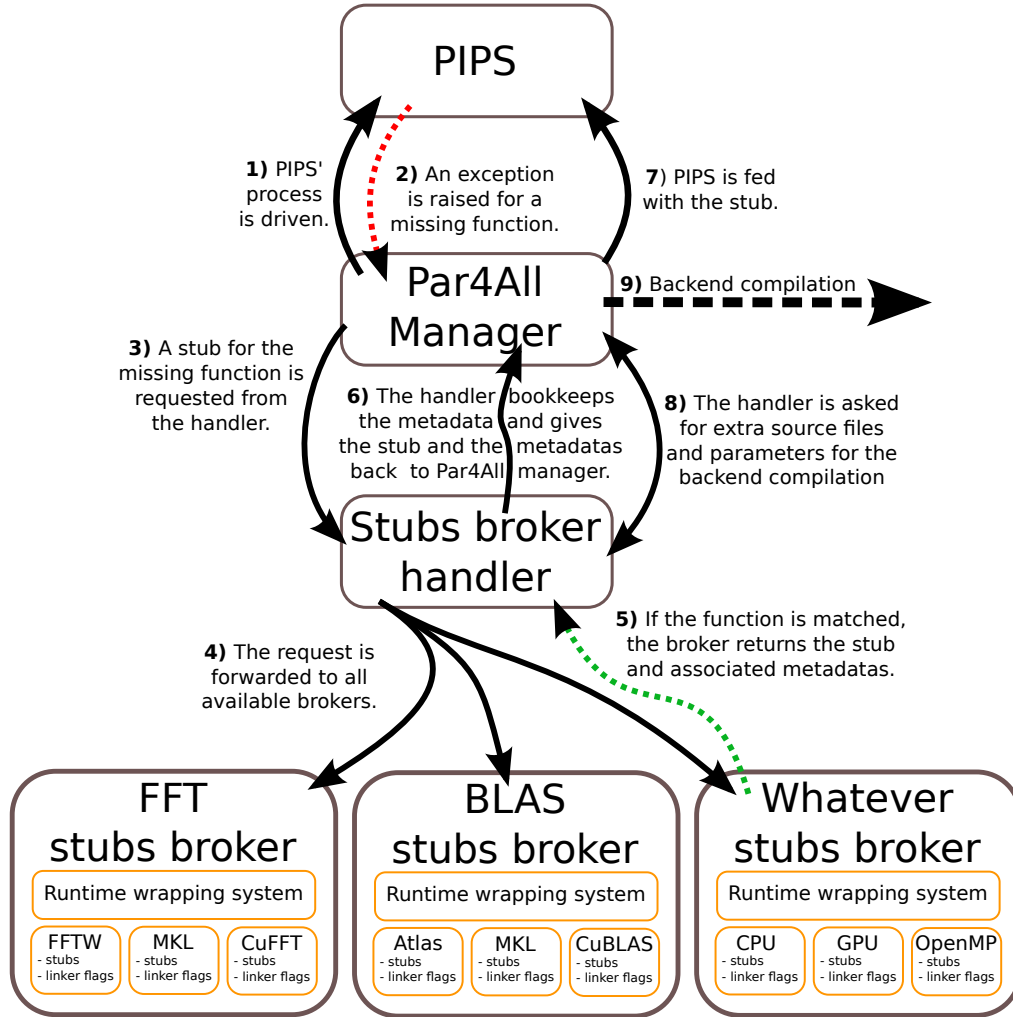 PIPS
1) PIPS'
process
is driven.
2) An exception
is raised for a
missing function.
7) PIPS is fed
with the stub.
Par4All
Manager
9) Backend compilation
3) A stub for the
missing function is
requested from
the handler.
6) The handler bookkeeps
the metadata and gives
the stub and the metadatas
back to Par4All manager.
8) The handler is asked
for extra source files
and parameters for the
backend compilation
Stubs broker
handler
4) The request is
forwarded to all
available brokers.
5) If the function is matched,
the broker returns the stub
and associated metadatas.
FFT
stubs broker
Runtime wrapping system
FFTW
- stubs
- linker flags
MKL
- stubs
- linker flags
CuFFT
- stubs
- linker flags
BLAS
stubs broker
Runtime wrapping system
Atlas
- stubs
- linker flags
MKL
- stubs
- linker flags
CuBLAS
- stubs
- linker flags
Whatever
stubs broker
Runtime wrapping system
CPU
- stubs
- linker flags
GPU
- stubs
- linker flags
OpenMP
- stubs
- linker flags